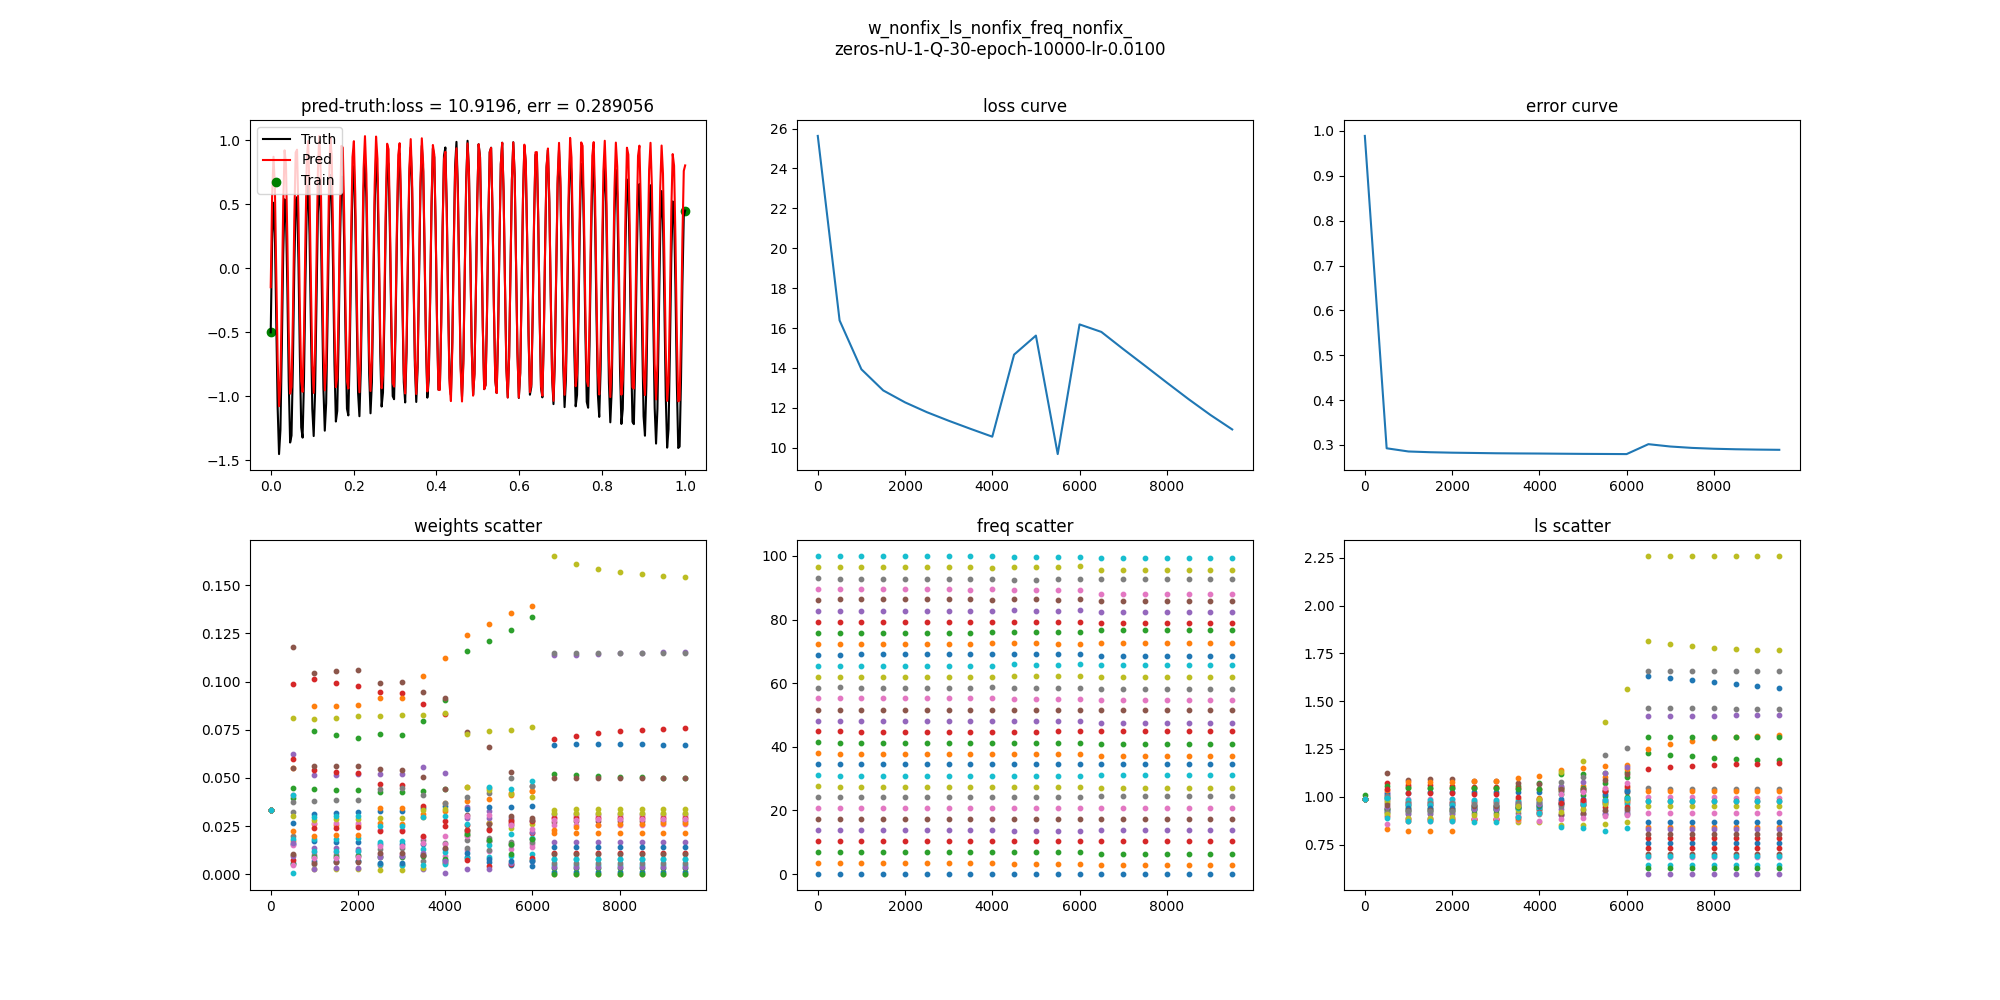 w_nonfix_ls_nonfix_freq_nonfix_
zeros-nU-1-Q-30-epoch-10000-lr-0.0100
pred-truth:loss = 10.9196, err = 0.289056
Truth
Pred
Train
1.0
0.5
0.0
−0.5
−1.0
−1.5
0.0 0.2 0.4 0.6 0.8 1.0
loss curve
26
24
22
20
18
16
14
12
10
0 2000 4000 6000 8000
error curve
1.0
0.9
0.8
0.7
0.6
0.5
0.4
0.3
0 2000 4000 6000 8000
weights scatter
0.150
0.125
0.100
0.075
0.050
0.025
0.000
0 2000 4000 6000 8000
freq scatter
100
80
60
40
20
0
0 2000 4000 6000 8000
ls scatter
2.25
2.00
1.75
1.50
1.25
1.00
0.75
0 2000 4000 6000 8000